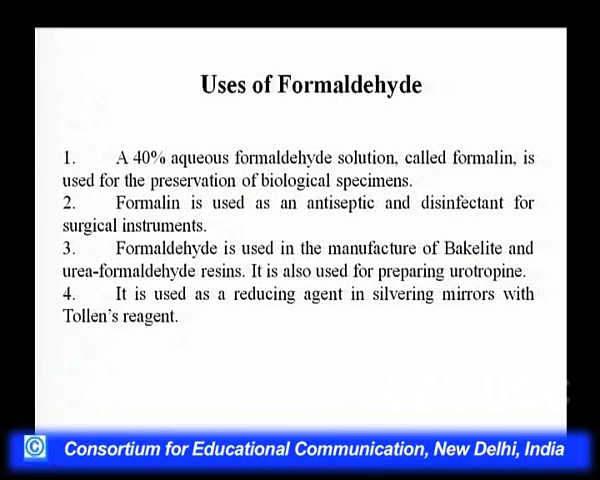 Uses of Formaldehyde
1. A 40% aqueous formaldehyde solution, called formalin, is
used for the preservation of biological specimens.
2. Formalin is used as an antiseptic and disinfectant for
surgical instruments.
3. Formaldehyde is used in the manufacture of Bakelite and
urea-formaldehyde resins. It is also used for preparing urotropine.
4. It is used as a reducing agent in silvering mirrors with
Tollen's reagent.
© Consortium for Educational Communication, New Delhi, India